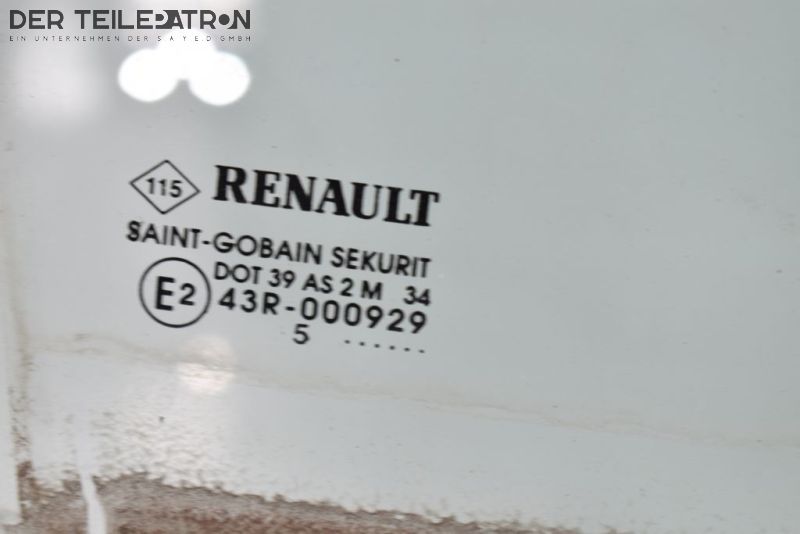 DER TEILEPATRON
EIN UNTERNEHMEN DER SAYED GMBH
115 RENAULT
SAINT-GOBAIN SEKURIT
DOT 39 AS 2 M 34
E2 43R-000929
5 ......